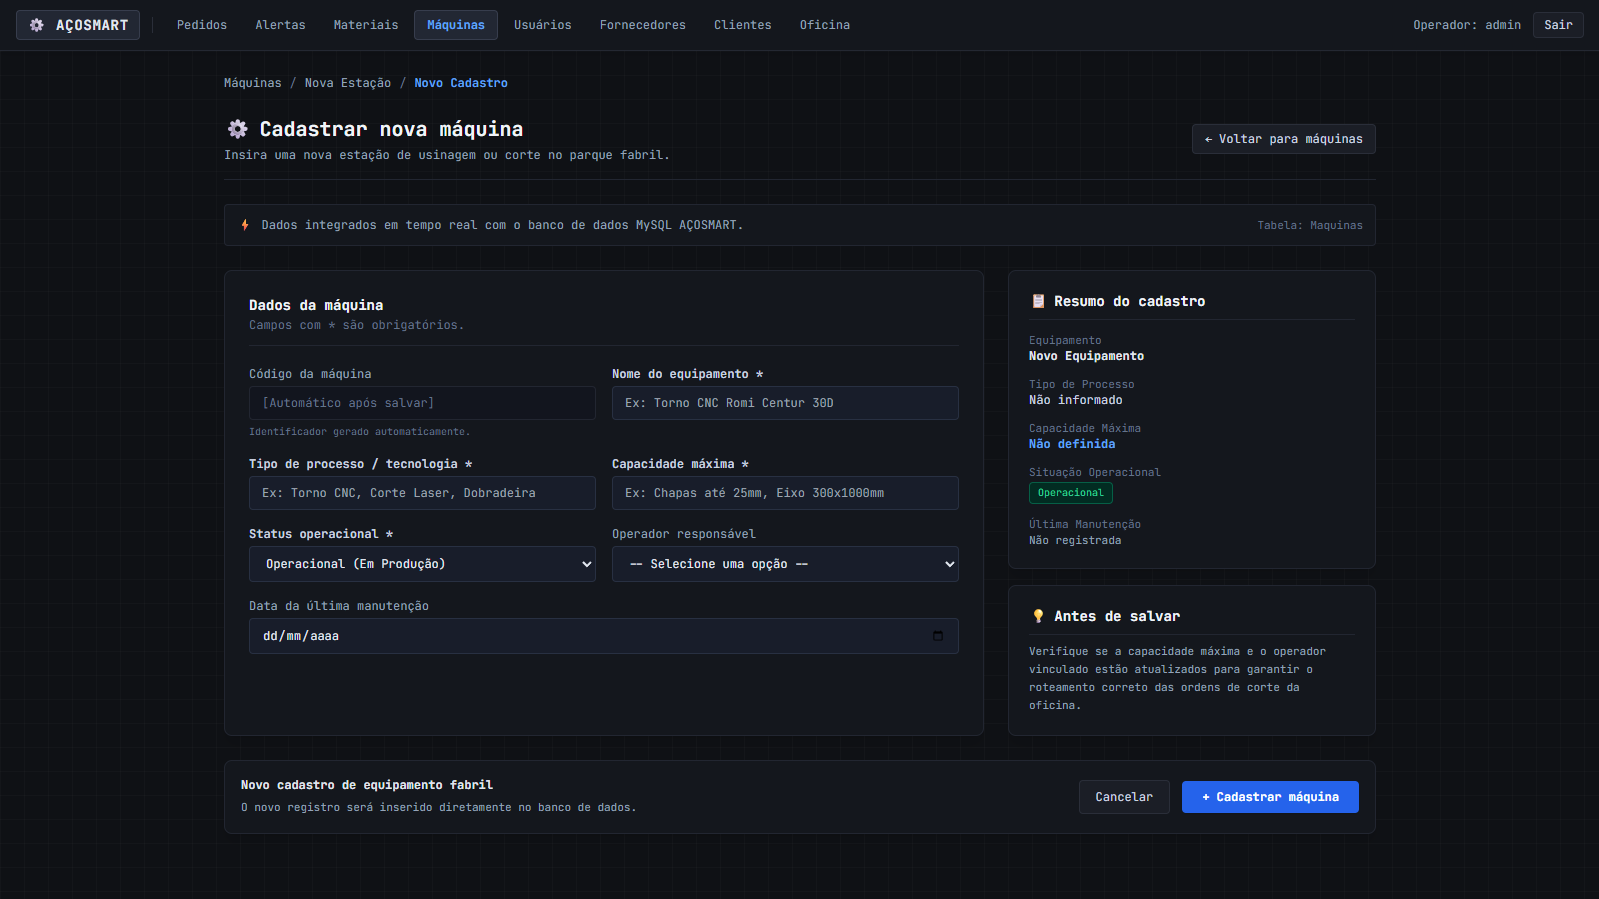 AÇOSMART
Pedidos
Alertas
Materiais
Máquinas
Usuários
Fornecedores
Clientes
Oficina
Operador: admin
Sair
Máquinas / Nova Estação / Novo Cadastro
Cadastrar nova máquina
Insira uma nova estação de usinagem ou corte no parque fabril.
← Voltar para máquinas
Dados integrados em tempo real com o banco de dados MySQL AÇOSMART.
Tabela: Maquinas
Dados da máquina
Campos com * são obrigatórios.
Código da máquina
[Automático após salvar]
Identificador gerado automaticamente.
Nome do equipamento *
Ex: Torno CNC Romi Centur 30D
Tipo de processo / tecnologia *
Ex: Torno CNC, Corte Laser, Dobradeira
Capacidade máxima *
Ex: Chapas até 25mm, Eixo 300x1000mm
Status operacional *
Operacional (Em Produção)
Operador responsável
-- Selecione uma opção --
Data da última manutenção
dd/mm/aaaa
Resumo do cadastro
Equipamento
Novo Equipamento
Tipo de Processo
Não informado
Capacidade Máxima
Não definida
Situação Operacional
Operacional
Última Manutenção
Não registrada
Antes de salvar
Verifique se a capacidade máxima e o operador
vinculado estão atualizados para garantir o
roteamento correto das ordens de corte da
oficina.
Novo cadastro de equipamento fabril
O novo registro será inserido diretamente no banco de dados.
Cancelar
+ Cadastrar máquina